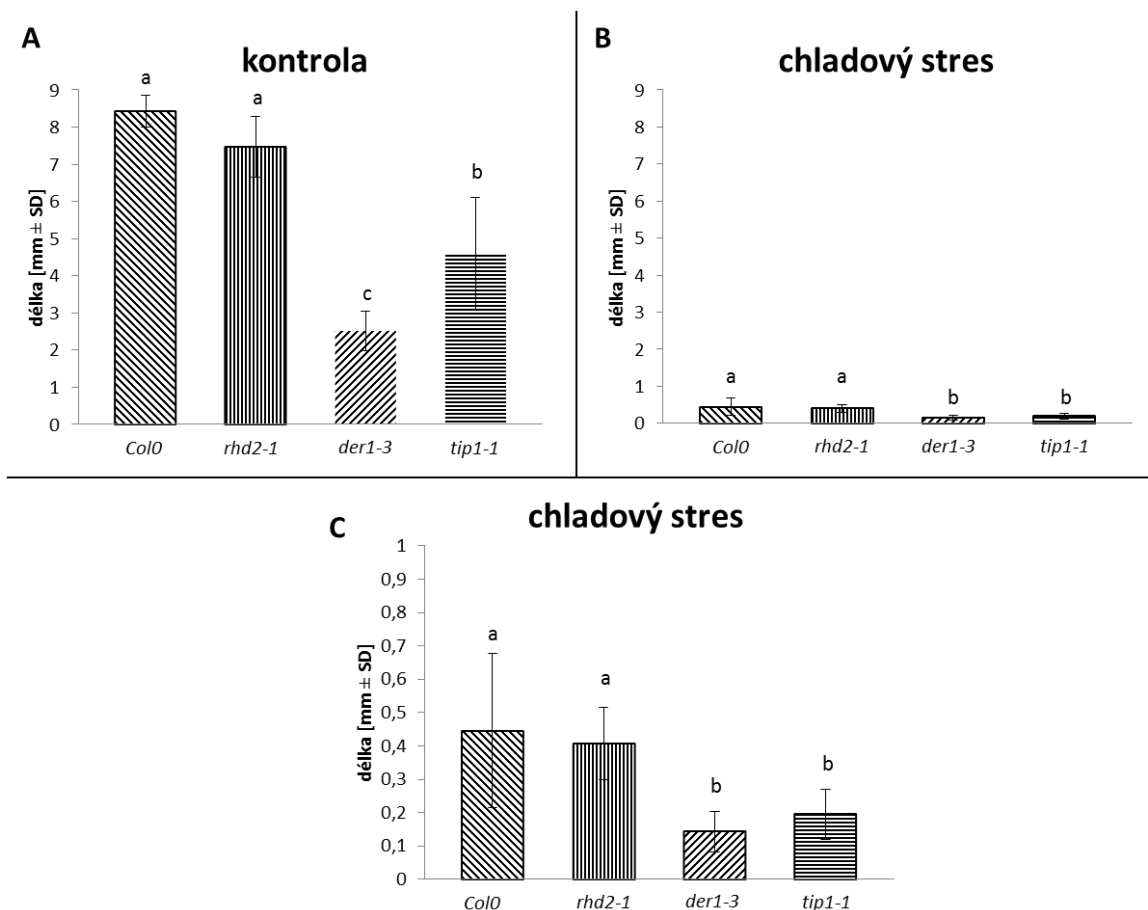 A
kontrola
délka [mm ± SD]
9
8
7
6
5
4
3
2
1
0
a
a
c
b
Col0
rhd2-1
der1-3
tip1-1
B
chladový stres
délka [mm ± SD]
9
8
7
6
5
4
3
2
1
0
a
a
b
b
Col0
rhd2-1
der1-3
tip1-1
C
chladový stres
délka [mm ± SD]
1
0,9
0,8
0,7
0,6
0,5
0,4
0,3
0,2
0,1
0
a
a
b
b
Col0
rhd2-1
der1-3
tip1-1